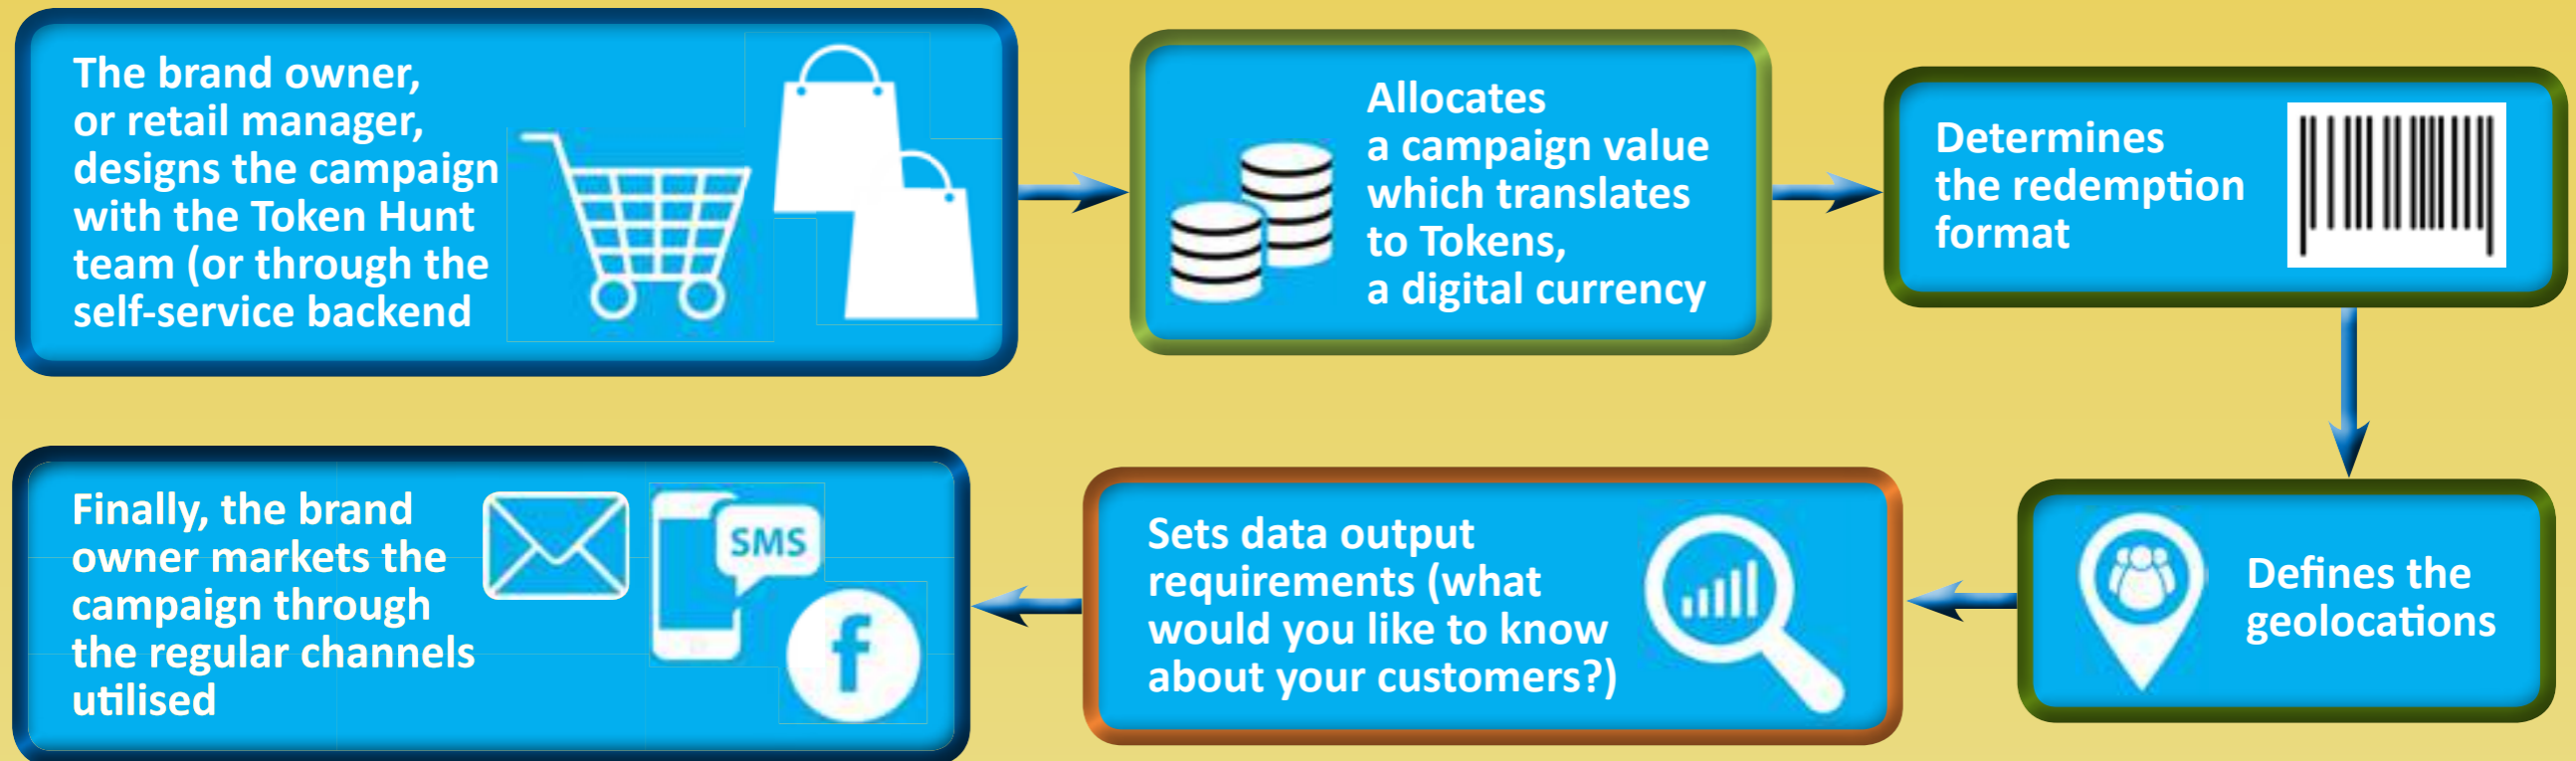 The brand owner,
or retail manager,
designs the campaign
with the Token Hunt
team (or through the
self-service backend
Allocates
a campaign value
which translates
to Tokens,
a digital currency
Determines
the redemption
format
Defines the
geolocations
Sets data output
requirements (what
would you like to know
about your customers?)
Finally, the brand
owner markets the
campaign through
the regular channels
utilised
SMS
f